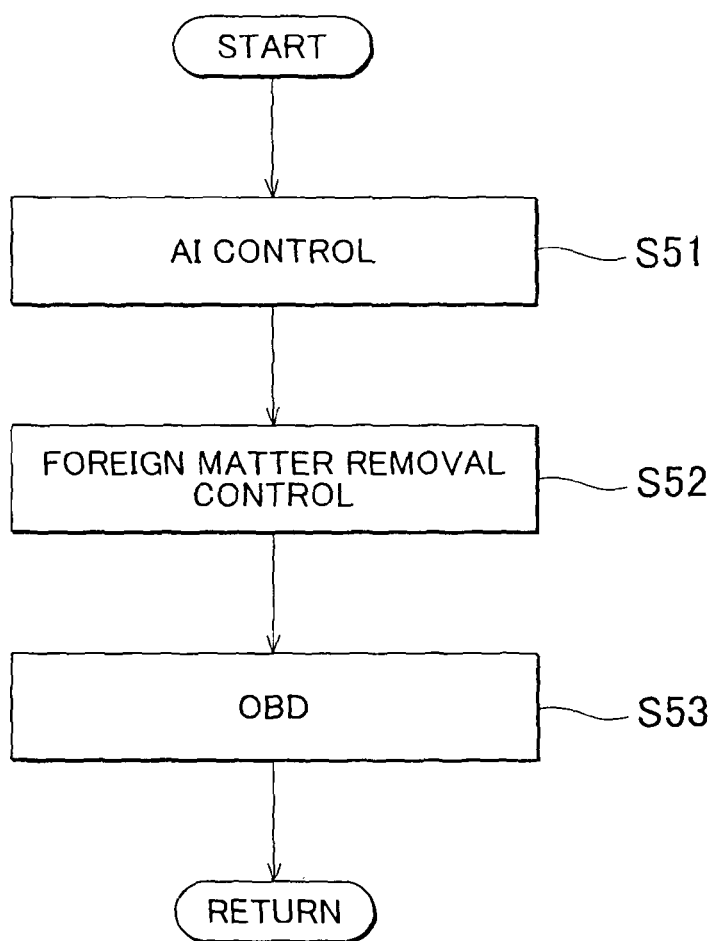 START
AI CONTROL
S51
FOREIGN MATTER REMOVAL
CONTROL
S52
OBD
S53
RETURN